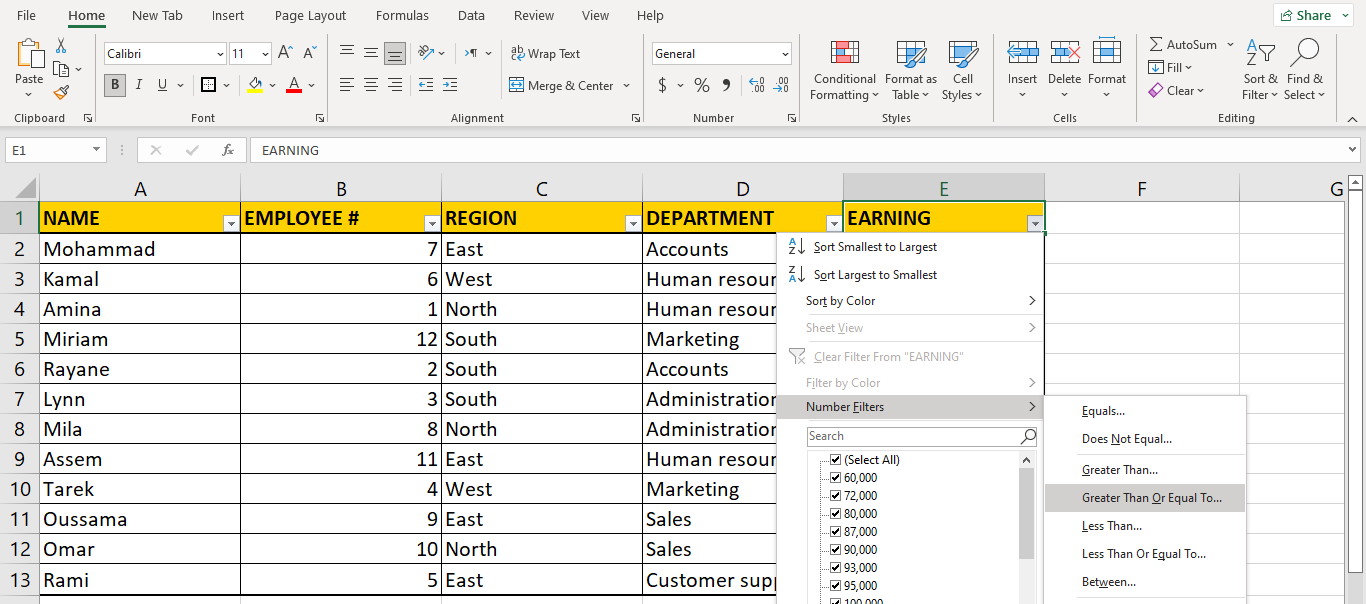 File Home New Tab Insert Page Layout Formulas Data Review View Help Share
Calibri 11 Wrap Text General AutoSum
Paste Conditional Formatting Format as Table Cell Styles Insert Delete Format Fill Sort & Filter Find & Select
B I U A Merge & Center $ % Clear
Clipboard Font Alignment Number Styles Cells Editing
E1 fx EARNING
A B C D E F G
1 NAME EMPLOYEE # REGION DEPARTMENT EARNING
2 Mohammad 7 East Accounts
3 Kamal 6 West Human resour
4 Amina 1 North Human resour
5 Miriam 12 South Marketing
6 Rayane 2 South Accounts
7 Lynn 3 South Administration
8 Mila 8 North Administration
9 Assem 11 East Human resour
10 Tarek 4 West Marketing
11 Oussama 9 East Sales
12 Omar 10 North Sales
13 Rami 5 East Customer supp
Sort Smallest to Largest
Sort Largest to Smallest
Sort by Color
Sheet View
Clear Filter From "EARNING"
Filter by Color
Number Filters
Search
(Select All)
60,000
72,000
80,000
87,000
90,000
93,000
95,000
100,000
Equals...
Does Not Equal...
Greater Than...
Greater Than Or Equal To...
Less Than...
Less Than Or Equal To...
Between...